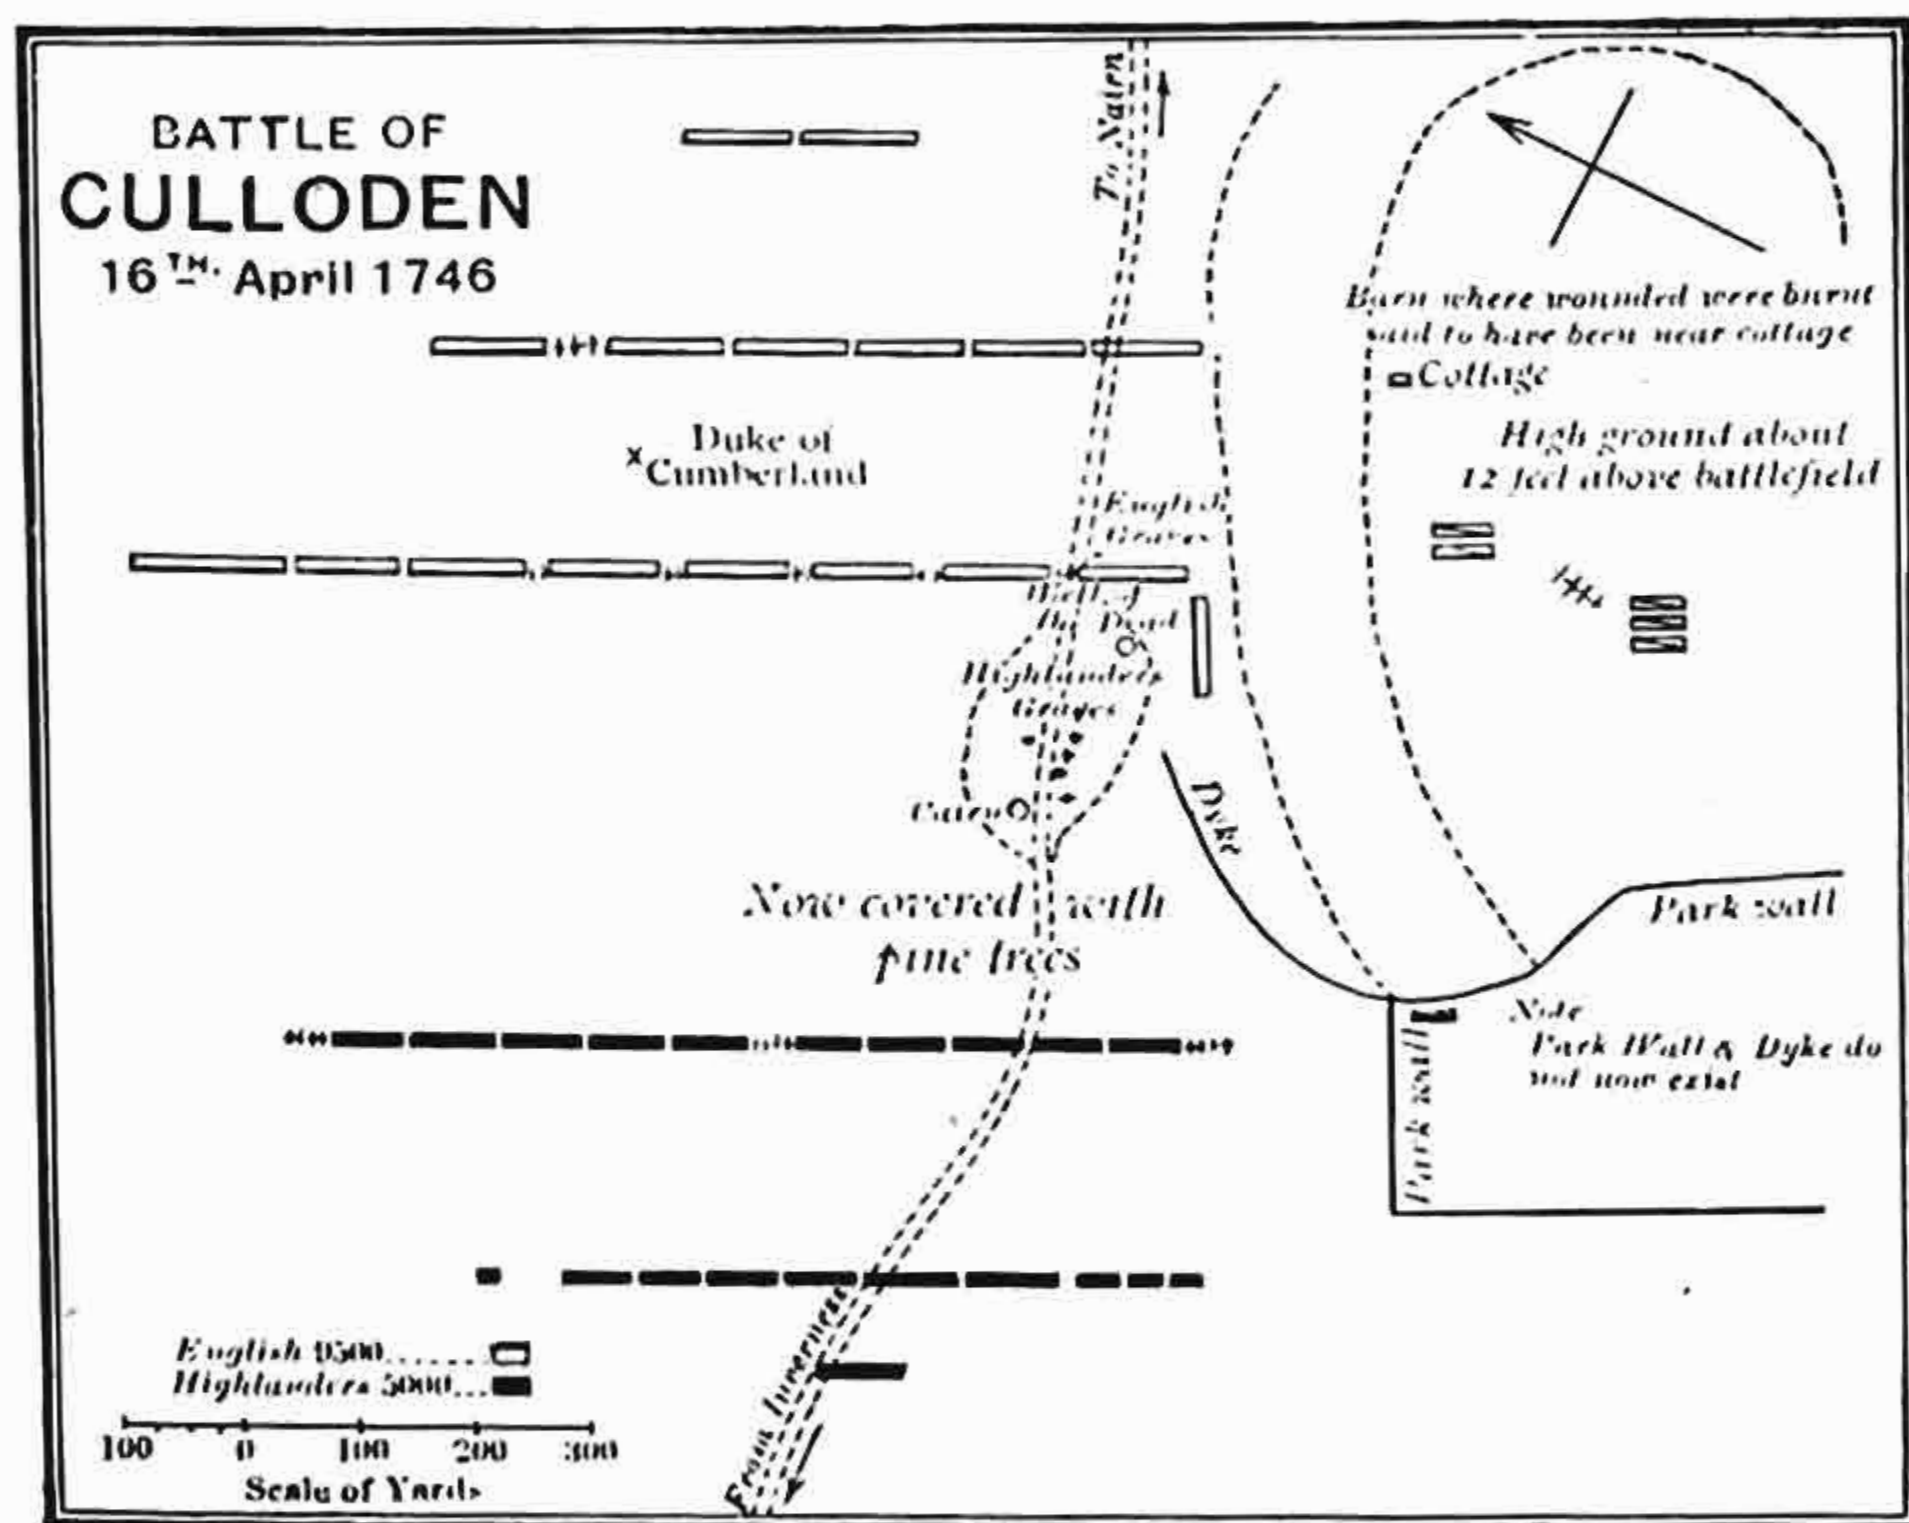 BATTLE OF
CULLODEN
16TH. April 1746
To Nairn
Barn where wounded were burnt
said to have been near cottage
Cottage
High ground about
12 feet above battlefield
Duke of
Cumberland
English
Graves
Well of
the Dead
Highlanders
Graves
Cairn
Dyke
Now covered with
pine trees
Park wall
Park wall
Note
Park Wall & Dyke do
not now exist
From Inverness
English 9500
Highlanders 5000
100 0 100 200 300
Scale of Yards